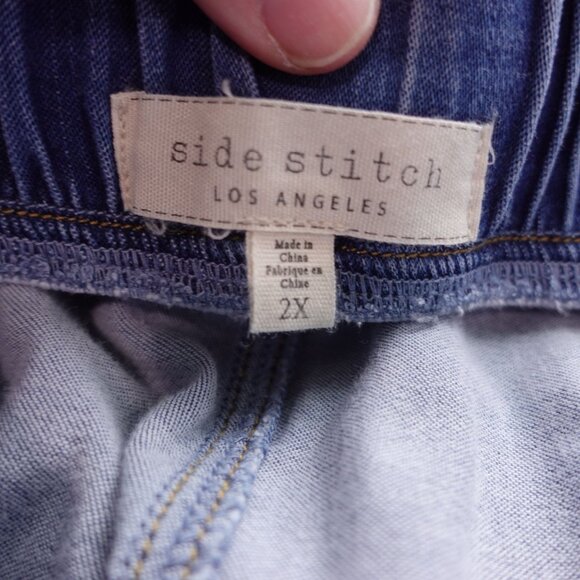 side stitch
LOS ANGELES
Made in
China
Fabrique en
Chine
2X